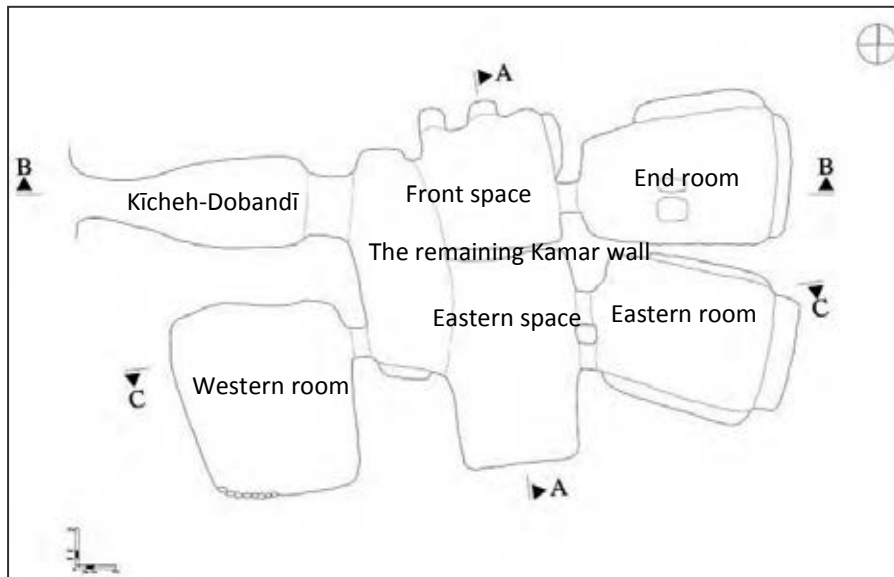 A
B
B
End room
Kīcheh-Dobandī
Front space
The remaining Kamar wall
C
Eastern space
Eastern room
Western room
C
A